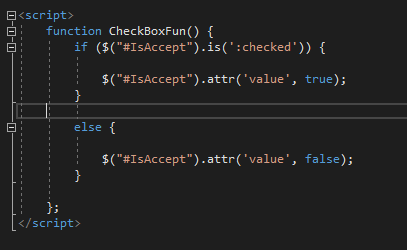 <script>
function CheckBoxFun() {
if ($("#IsAccept").is(':checked')) {
$("#IsAccept").attr('value', true);
}
else {
$("#IsAccept").attr('value', false);
}
};
</script>